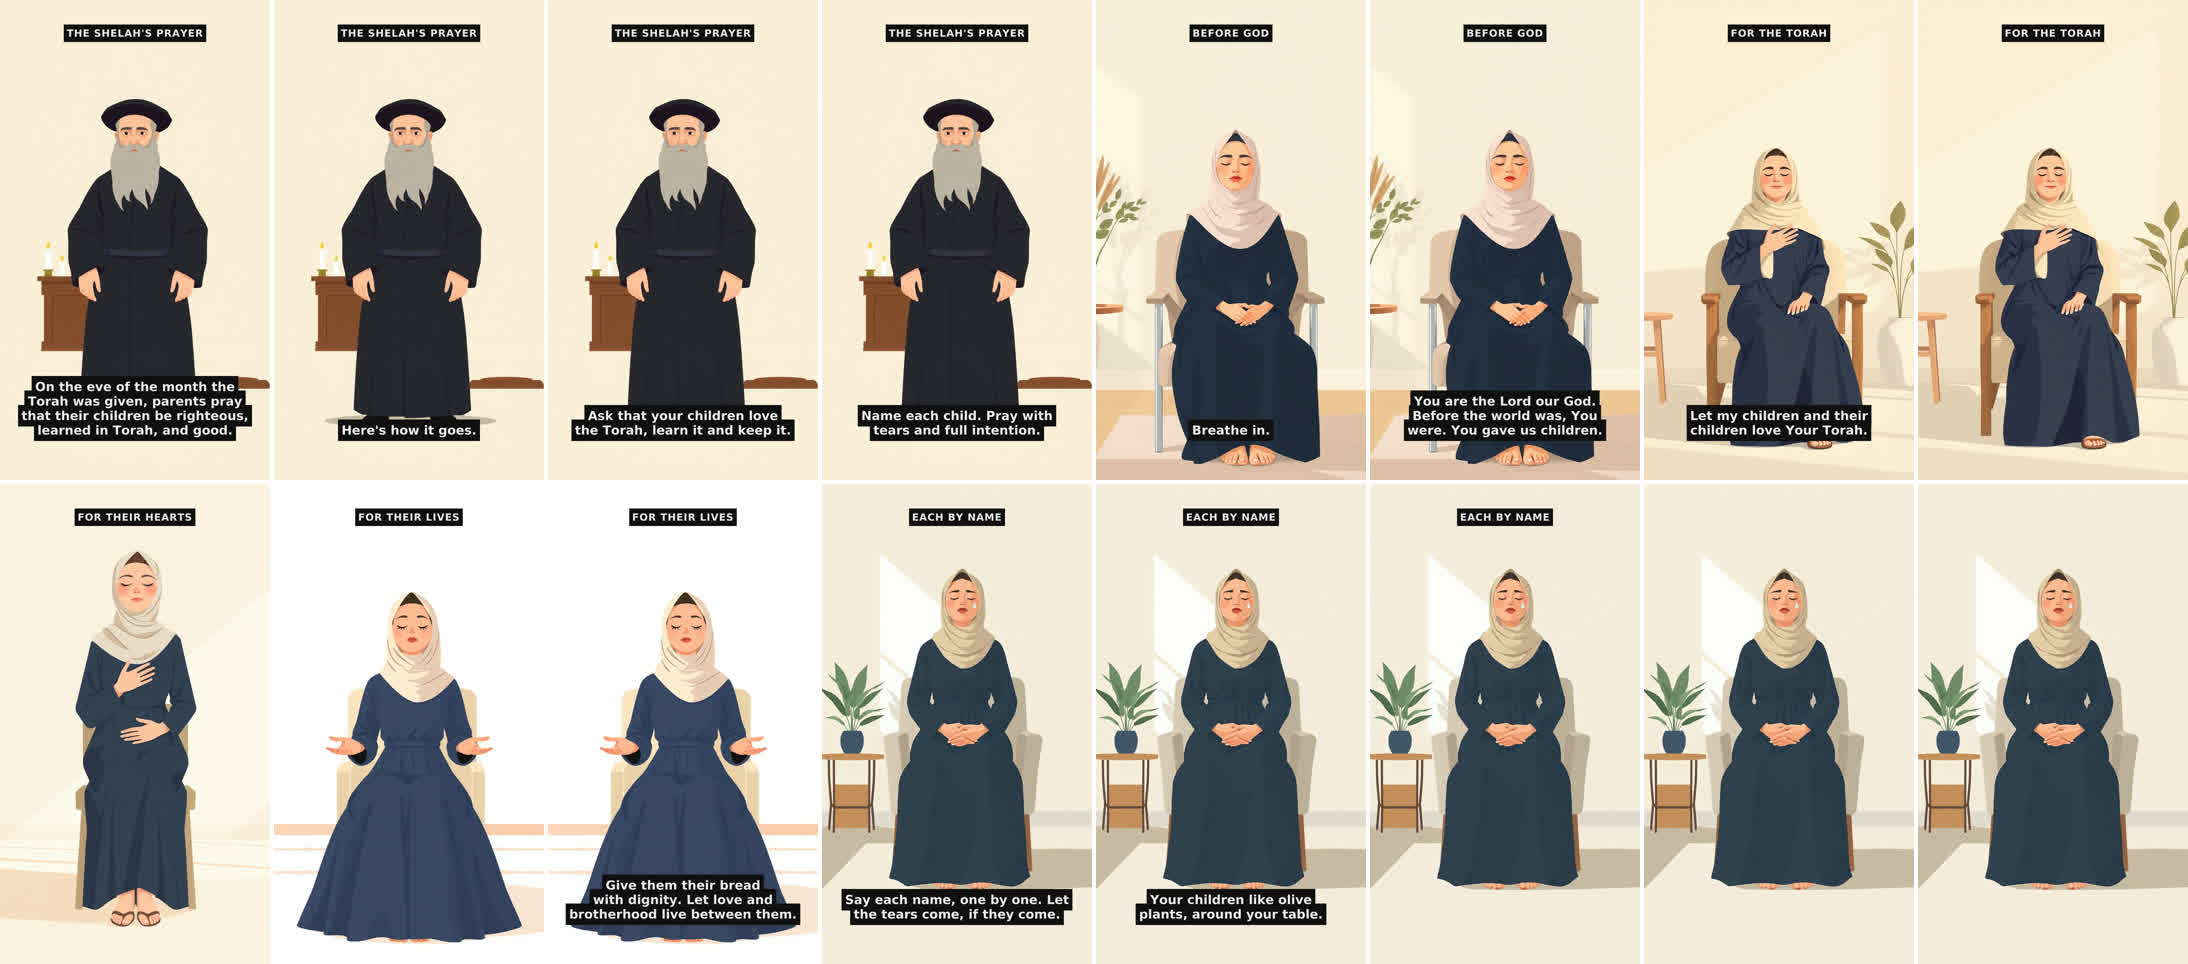 THE SHELAH'S PRAYER
On the eve of the month the
Torah was given, parents pray
that their children be righteous,
learned in Torah, and good.
THE SHELAH'S PRAYER
Here's how it goes.
THE SHELAH'S PRAYER
Ask that your children love
the Torah, learn it and keep it.
THE SHELAH'S PRAYER
Name each child. Pray with
tears and full intention.
BEFORE GOD
Breathe in.
BEFORE GOD
You are the Lord our God.
Before the world was, You
were. You gave us children.
FOR THE TORAH
Let my children and their
children love Your Torah.
FOR THE TORAH
FOR THEIR HEARTS
FOR THEIR LIVES
FOR THEIR LIVES
Give them their bread
with dignity. Let love and
brotherhood live between them.
EACH BY NAME
Say each name, one by one. Let
the tears come, if they come.
EACH BY NAME
Your children like olive
plants, around your table.
EACH BY NAME